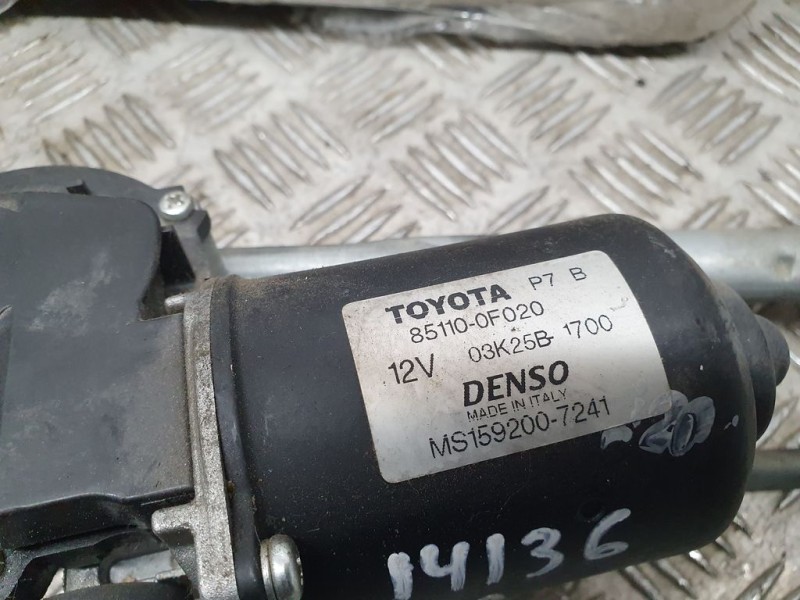 TOYOTA P7 B
85110-0F020
12V 03K25B-1700
DENSO
MADE IN ITALY
MS159200-7241
14136